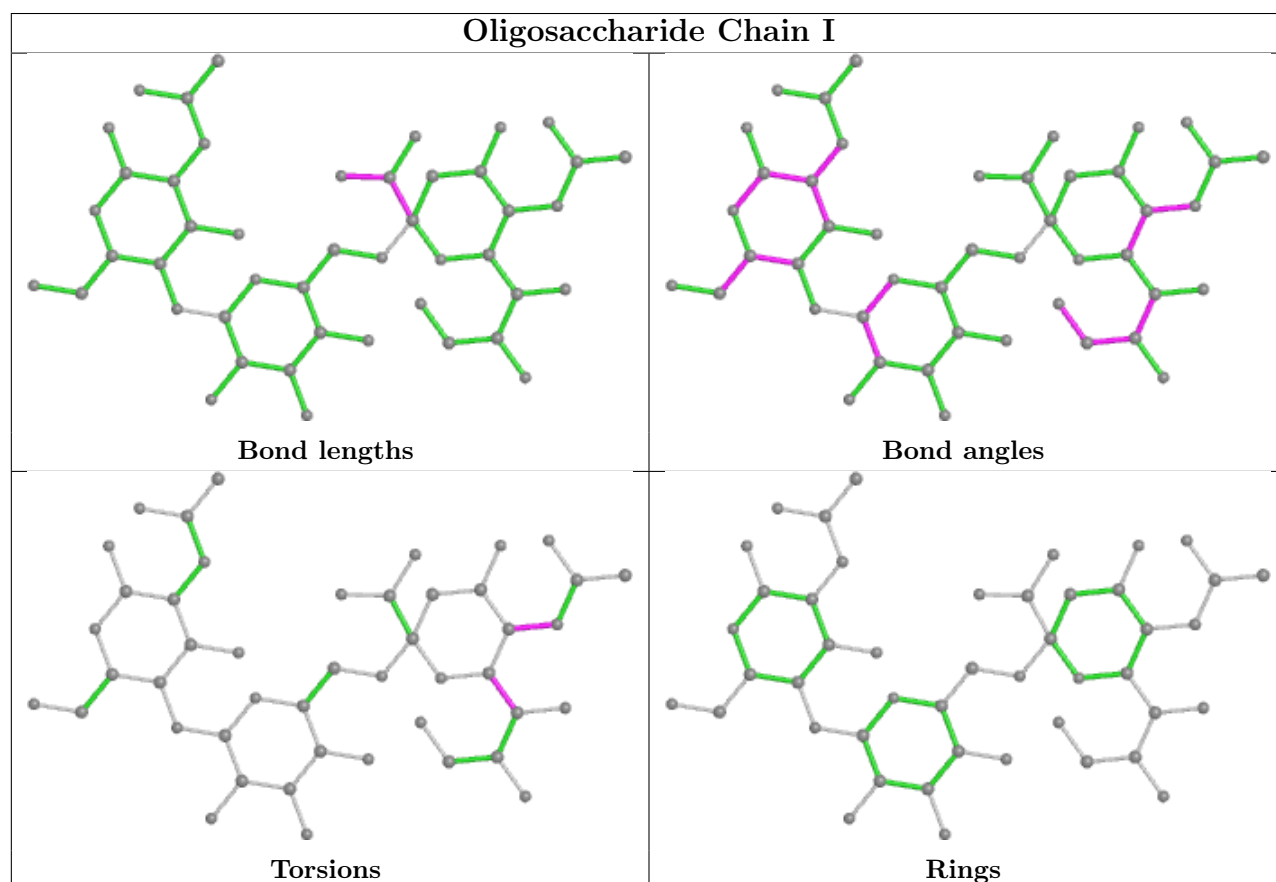 Oligosaccharide Chain I
Bond lengths
Bond angles
Torsions
Rings